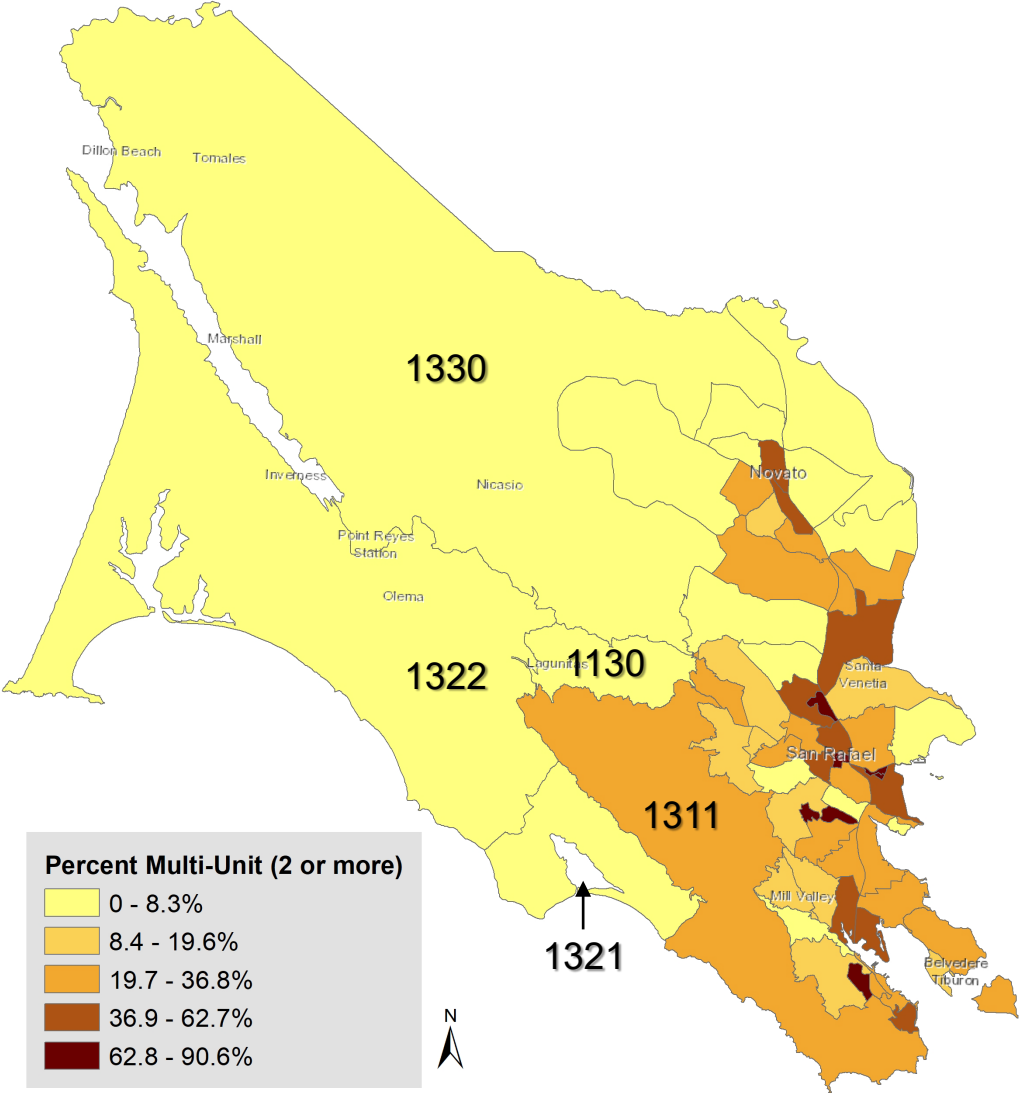 Dillon Beach
Tomales
Marshall
1330
Inverness
Nicasio
Novato
Point Reyes
Station
Olema
1322
Lagunitas
1130
Santa
Venetia
San Rafael
1311
Mill Valley
1321
Belvedere
Tiburon
Percent Multi-Unit (2 or more)
0 - 8.3%
8.4 - 19.6%
19.7 - 36.8%
36.9 - 62.7%
62.8 - 90.6%
N